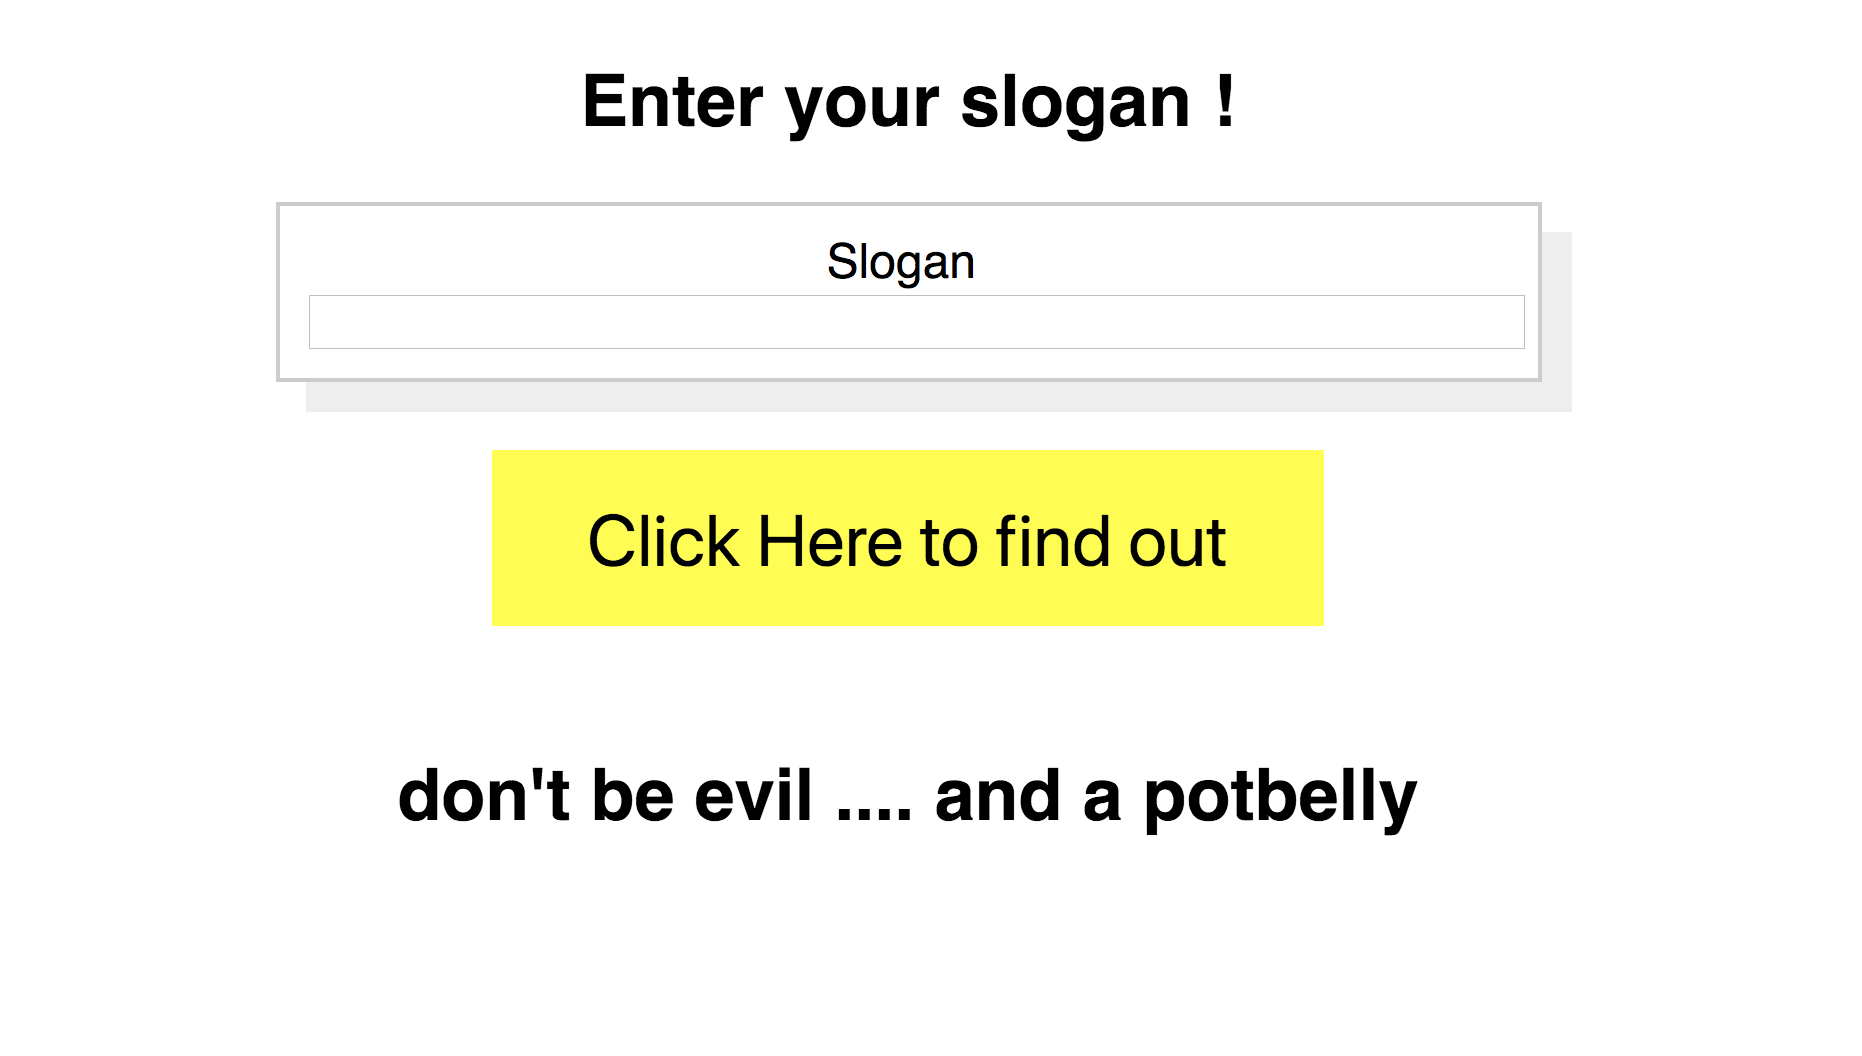 Enter your slogan !
Slogan
Click Here to find out
don't be evil .... and a potbelly